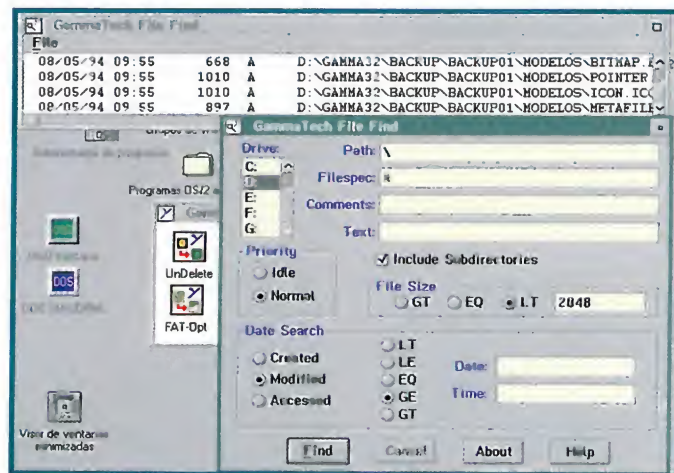 GammaTech File Find
File
08/05/94 09:55 668 A D:\GAMMA32\BACKUP\BACKUP01\MODELOS\BITMAP.
08/05/94 09:55 1010 A D:\GAMMA32\BACKUP\BACKUP01\MODELOS\POINTER
08/05/94 09:55 1010 A D:\GAMMA32\BACKUP\BACKUP01\MODELOS\ICON.ICO
08/05/94 09:55 897 A D:\GAMMA32\BACKUP\BACKUP01\MODELOS\METAFILE
Programas OS/2
UnDelete
FAT-Opt
DOS
Visor de ventanas
minimizadas
GammaTech File Find
Drive:
C:
D:
E:
F:
G:
Path: \
Filespec: *
Comments:
Text:
Priority
Idle
Normal
Include Subdirectories
File Size
GT EQ LT 2048
Date Search
Created
Modified
Accessed
LT
LE
EQ
GE
GT
Date:
Time:
Find Cancel About Help